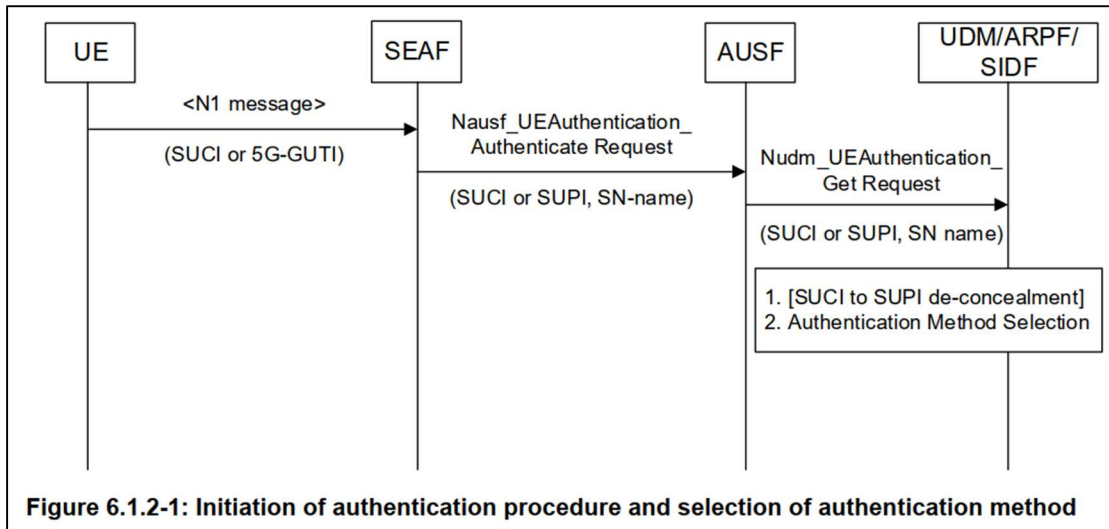 UE
SEAF
AUSF
UDM/ARPF/
SIDF
<N1 message>
(SUCI or 5G-GUTI)
Nausf_UEAuthentication_
Authenticate Request
(SUCI or SUPI, SN-name)
Nudm_UEAuthentication_
Get Request
(SUCI or SUPI, SN name)
1. [SUCI to SUPI de-concealment]
2. Authentication Method Selection
Figure 6.1.2-1: Initiation of authentication procedure and selection of authentication method